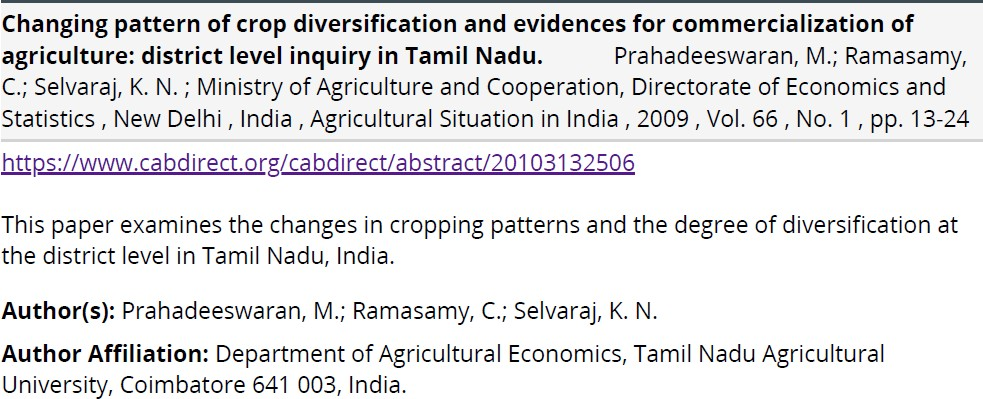 Changing pattern of crop diversification and evidences for commercialization of
agriculture: district level inquiry in Tamil Nadu. Prahadeeswaran, M.; Ramasamy,
C.; Selvaraj, K. N. ; Ministry of Agriculture and Cooperation, Directorate of Economics and
Statistics , New Delhi , India , Agricultural Situation in India , 2009 , Vol. 66 , No. 1 , pp. 13-24
https://www.cabdirect.org/cabdirect/abstract/20103132506
This paper examines the changes in cropping patterns and the degree of diversification at
the district level in Tamil Nadu, India.
Author(s): Prahadeeswaran, M.; Ramasamy, C.; Selvaraj, K. N.
Author Affiliation: Department of Agricultural Economics, Tamil Nadu Agricultural
University, Coimbatore 641 003, India.